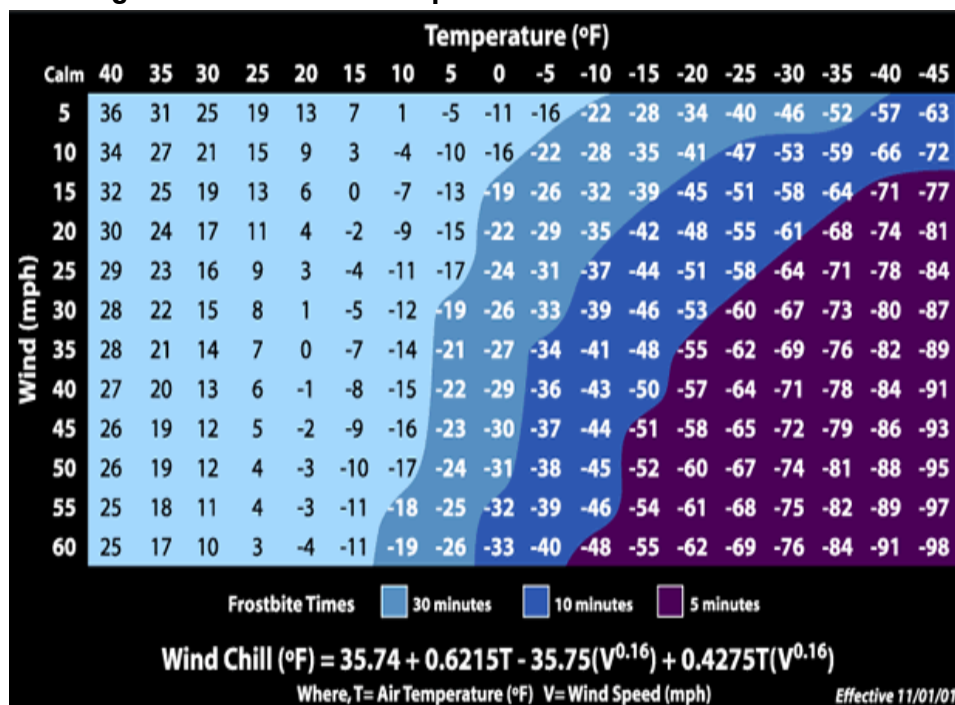 Temperature (ºF)
Calm 40 35 30 25 20 15 10 5 0 -5 -10 -15 -20 -25 -30 -35 -40 -45
5 36 31 25 19 13 7 1 -5 -11 -16 -22 -28 -34 -40 -46 -52 -57 -63
10 34 27 21 15 9 3 -4 -10 -16 -22 -28 -35 -41 -47 -53 -59 -66 -72
15 32 25 19 13 6 0 -7 -13 -19 -26 -32 -39 -45 -51 -58 -64 -71 -77
20 30 24 17 11 4 -2 -9 -15 -22 -29 -35 -42 -48 -55 -61 -68 -74 -81
25 29 23 16 9 3 -4 -11 -17 -24 -31 -37 -44 -51 -58 -64 -71 -78 -84
30 28 22 15 8 1 -5 -12 -19 -26 -33 -39 -46 -53 -60 -67 -73 -80 -87
35 28 21 14 7 0 -7 -14 -21 -27 -34 -41 -48 -55 -62 -69 -76 -82 -89
40 27 20 13 6 -1 -8 -15 -22 -29 -36 -43 -50 -57 -64 -71 -78 -84 -91
45 26 19 12 5 -2 -9 -16 -23 -30 -37 -44 -51 -58 -65 -72 -79 -86 -93
50 26 19 12 4 -3 -10 -17 -24 -31 -38 -45 -52 -60 -67 -74 -81 -88 -95
55 25 18 11 4 -3 -11 -18 -25 -32 -39 -46 -54 -61 -68 -75 -82 -89 -97
60 25 17 10 3 -4 -11 -19 -26 -33 -40 -48 -55 -62 -69 -76 -84 -91 -98
Wind (mph)
Frostbite Times 30 minutes 10 minutes 5 minutes
Wind Chill (ºF) = 35.74 + 0.6215T - 35.75(V^0.16) + 0.4275T(V^0.16)
Where, T= Air Temperature (ºF) V= Wind Speed (mph) Effective 11/01/01